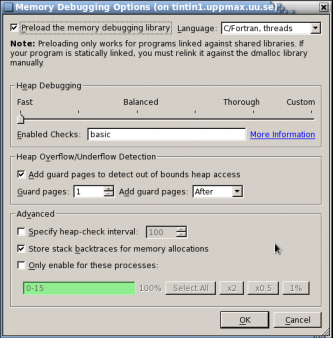 Memory Debugging Options (on tintin1.uppmax.uu.se)
Preload the memory debugging library Language: C/Fortran, threads
Note: Preloading only works for programs linked against shared libraries. If
your program is statically linked, you must relink it against the dmalloc library
manually.
Heap Debugging
Fast Balanced Thorough Custom
Enabled Checks: basic More Information
Heap Overflow/Underflow Detection
Add guard pages to detect out of bounds heap access
Guard pages: 1 Add guard pages: After
Advanced
Specify heap-check interval: 100
Store stack backtraces for memory allocations
Only enable for these processes:
0-15 100% Select All x2 x0.5 1%
OK Cancel